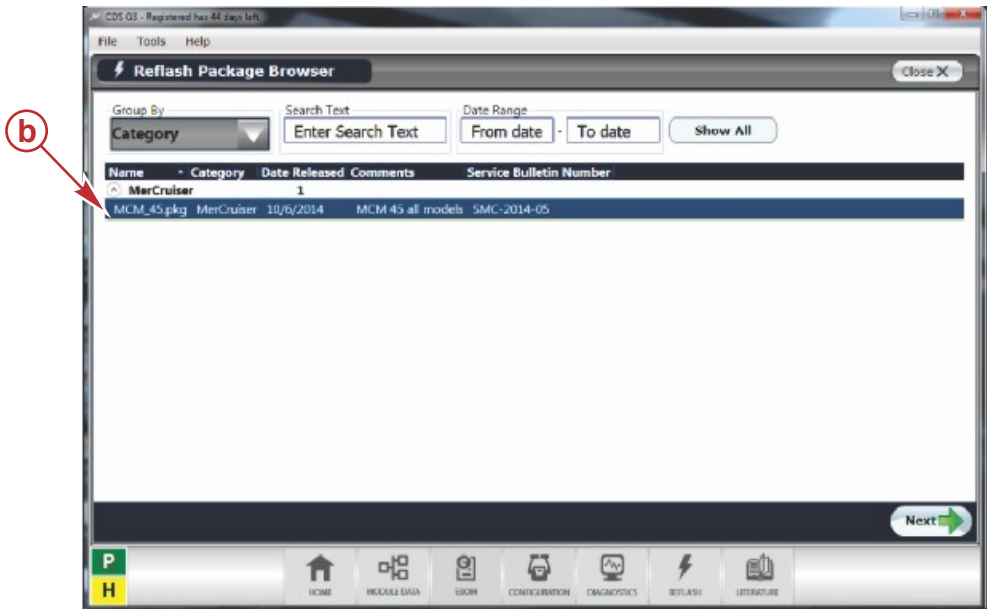 CDS G3 - Registered has 44 days left
File Tools Help
Reflash Package Browser
Close X
Group By
Category
Search Text
Enter Search Text
Date Range
From date - To date
Show All
b
Name Category Date Released Comments Service Bulletin Number
MerCruiser 1
MCM_45.pkg MerCruiser 10/6/2014 MCM 45 all models SMC-2014-05
Next
P
H
HOME MODULE DATA EBOM CONFIGURATION DIAGNOSTICS REFLASH LITERATURE